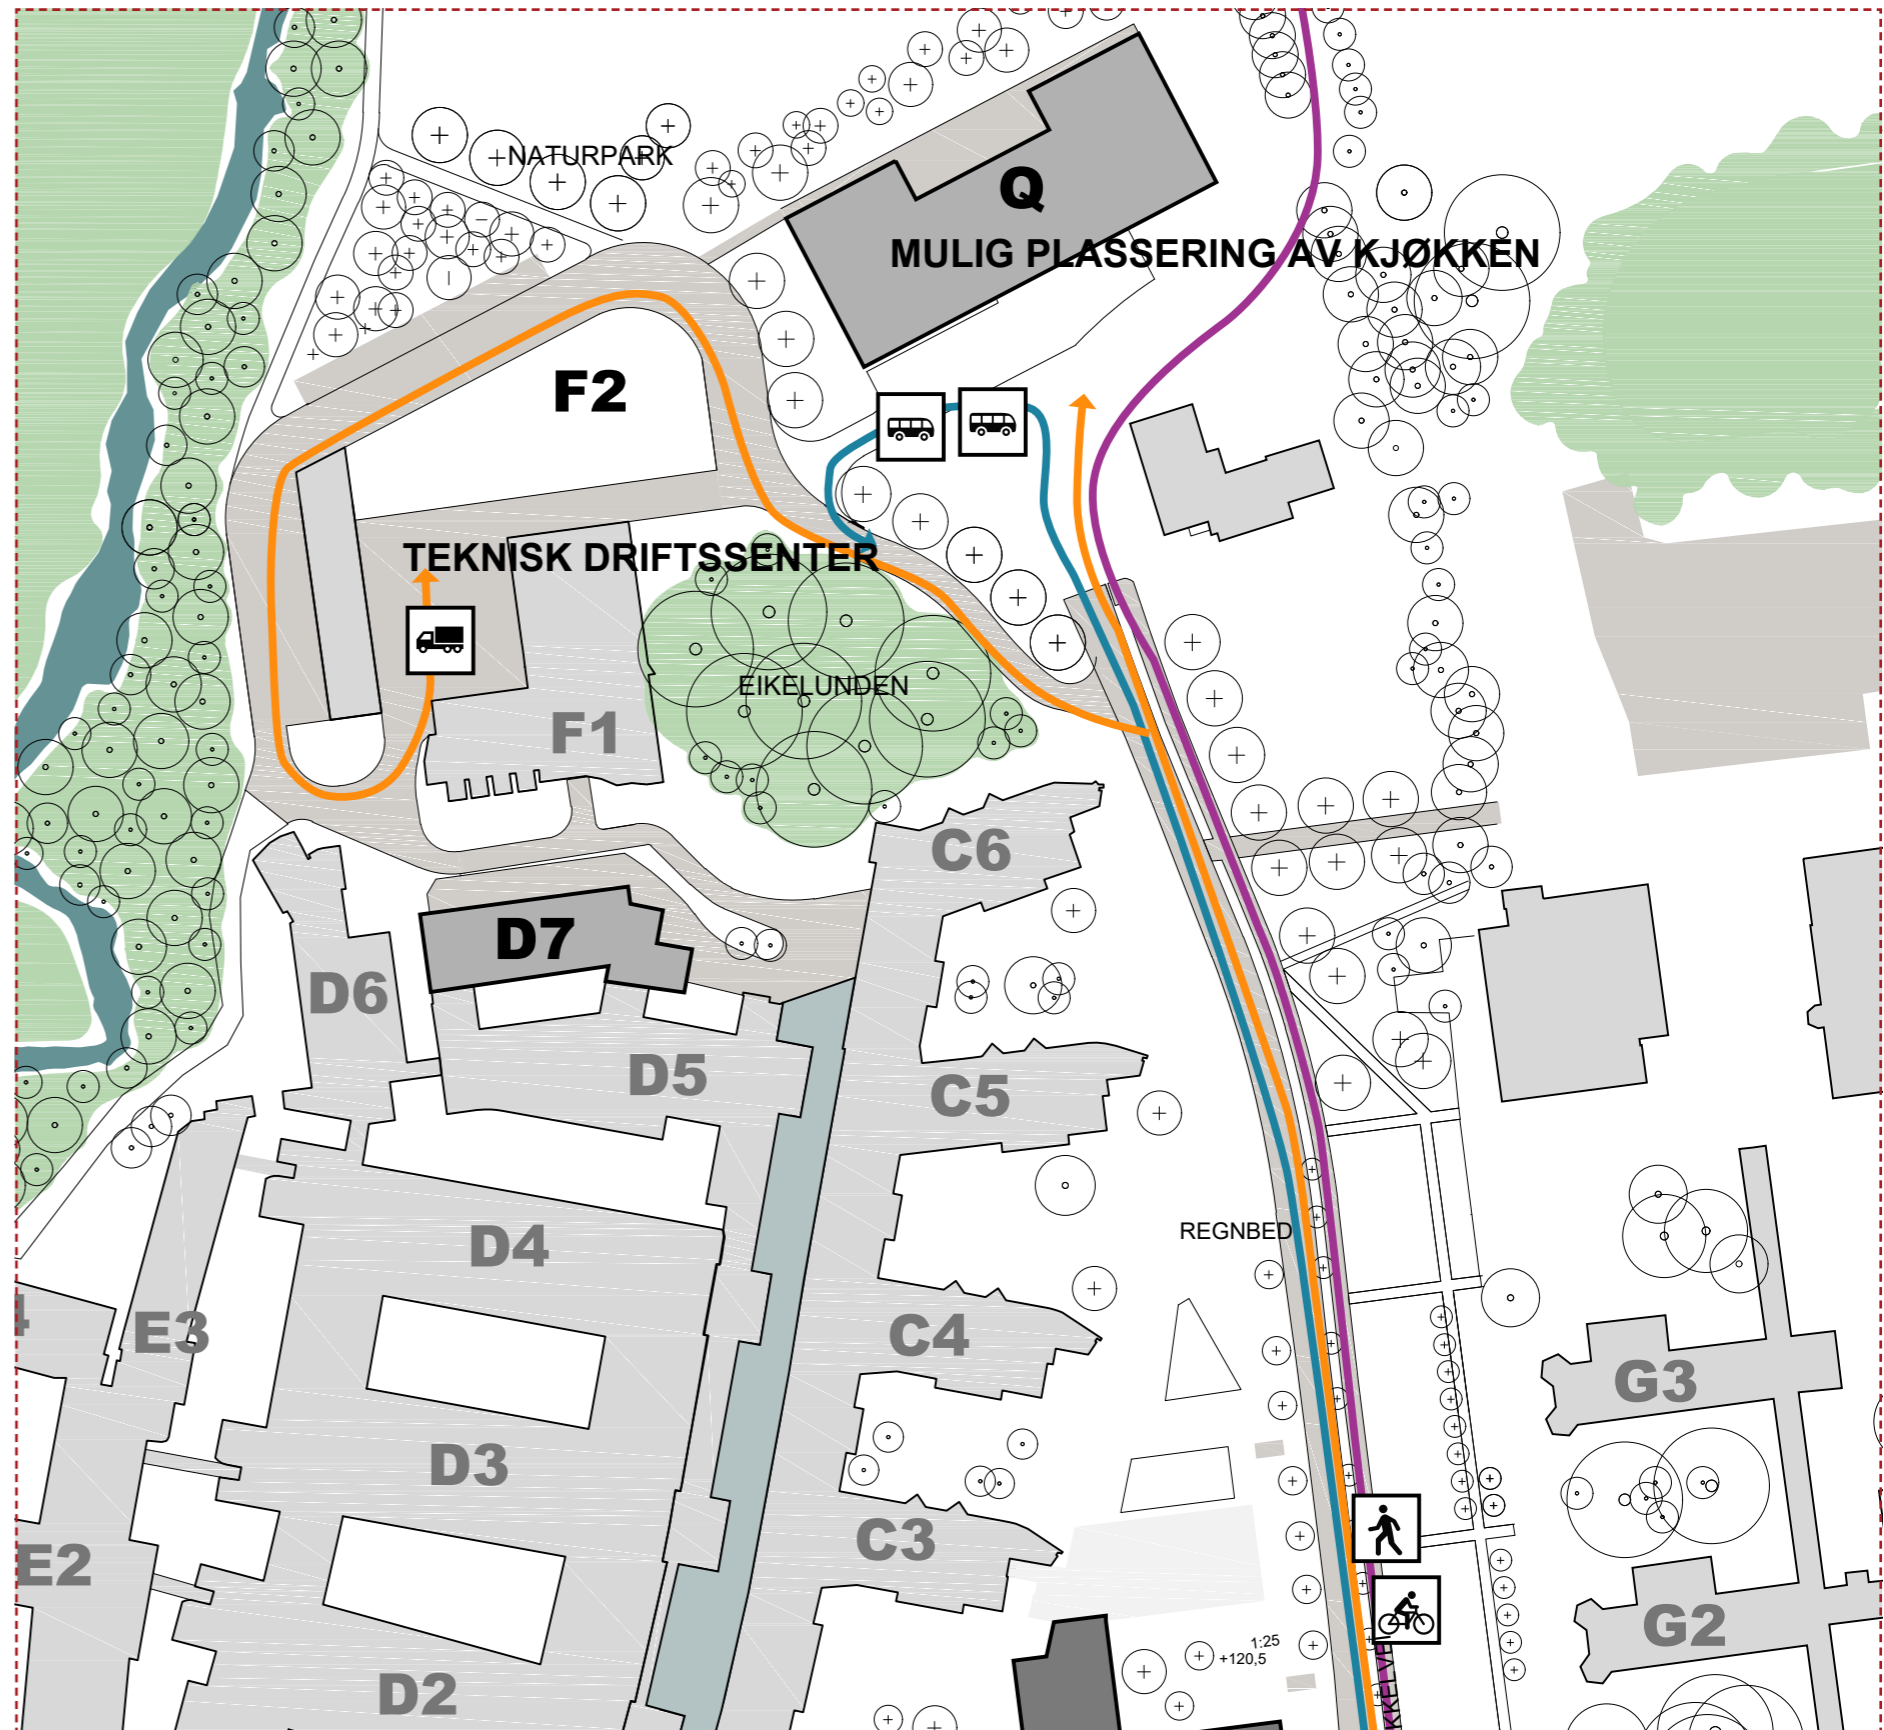 NATURPARK
Q
MULIG PLASSERING AV KJØKKEN
F2
TEKNISK DRIFTSSENTER
EIKELUNDEN
F1
C6
D7
D6
D5
C5
REGNBED
D4
E3
C4
G3
D3
C3
E2
1:25
+120,5
G2
D2